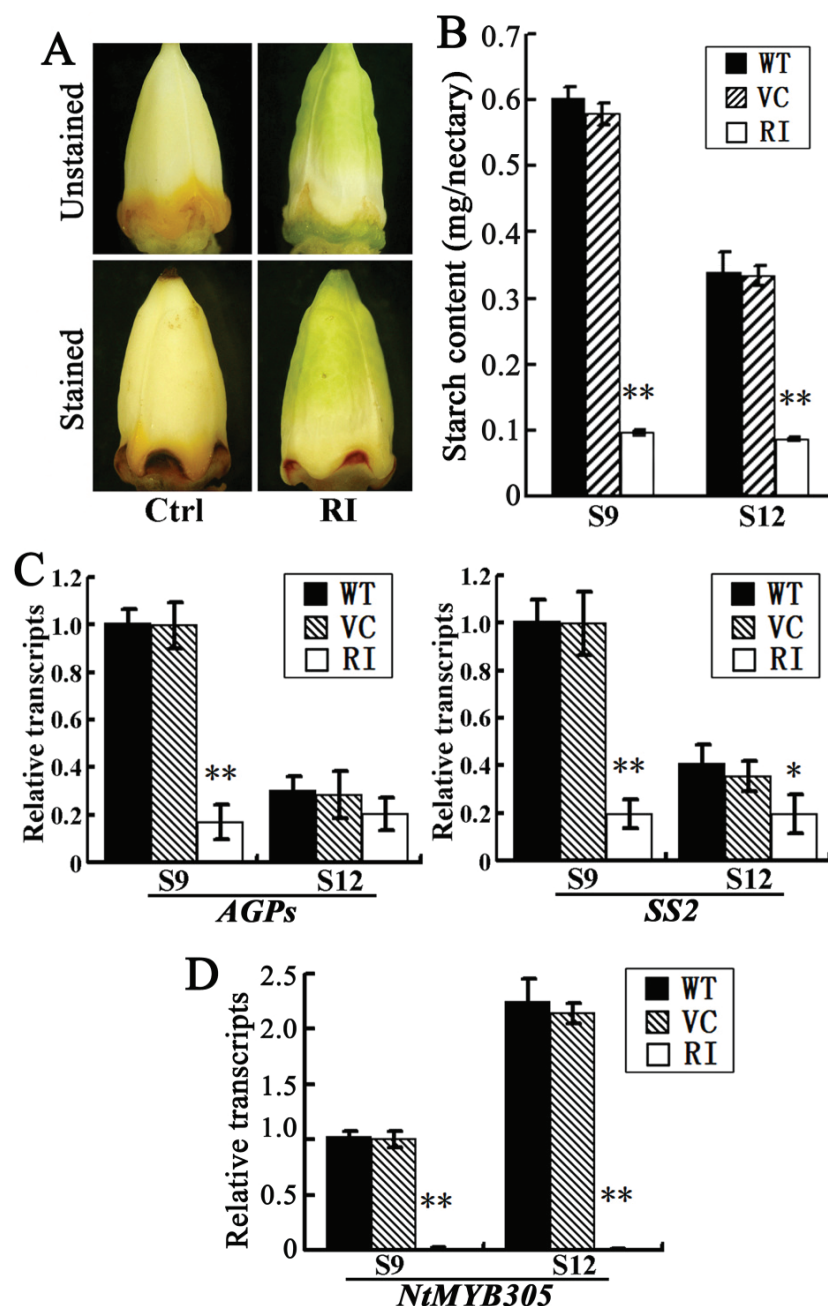 A
Unstained
Stained
Ctrl RI
B
Starch content (mg/nectary)
0.7
0.6
0.5
0.4
0.3
0.2
0.1
0
WT
VC
RI
**
**
S9 S12
C
Relative transcripts
1.2
1.0
0.8
0.6
0.4
0.2
0
WT
VC
RI
**
S9 S12
AGPs
Relative transcripts
1.2
1.0
0.8
0.6
0.4
0.2
0
WT
VC
RI
**
*
S9 S12
SS2
D
Relative transcripts
2.5
2.0
1.5
1.0
0.5
0
WT
VC
RI
**
**
S9 S12
NtMYB305